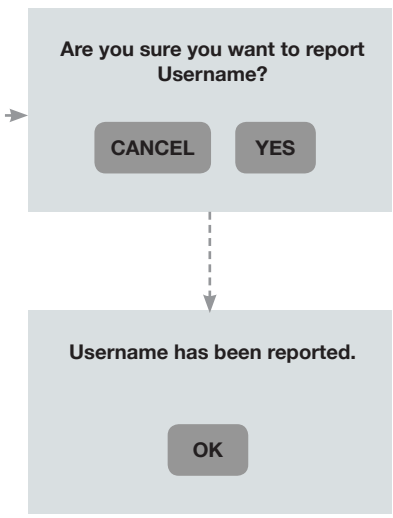 Are you sure you want to report
Username?
CANCEL YES
Username has been reported.
OK